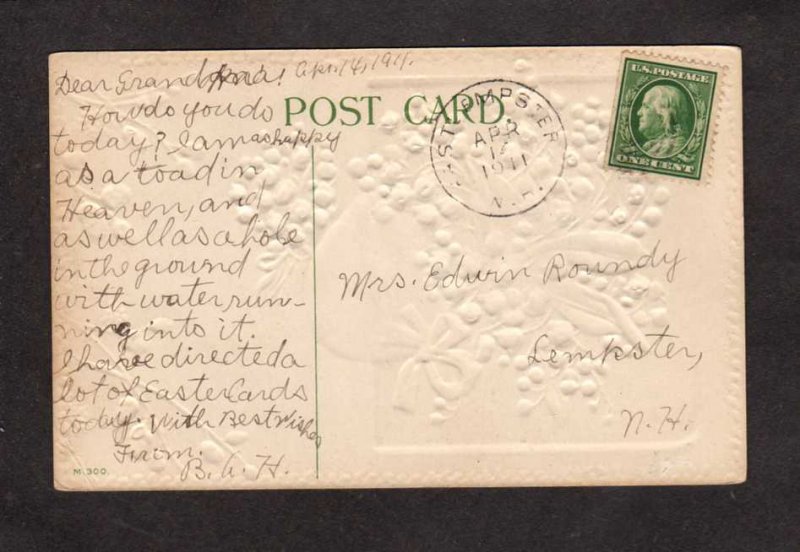 Dear Grandma! Apr. 14, 1911.
How do you do
today? I am as happy
as a toad in
Heaven, and
as well as a hole
in the ground
with water run-
ning into it.
I have directed a
lot of Easter Cards
today. With Best Wishes
From.
B. A. H.
M. 300.
POST CARD
EAST LEMPSTER
APR
14
1911
N. H.
U.S. POSTAGE
ONE CENT
Mrs. Edwin Roundy
Lempster,
N. H.